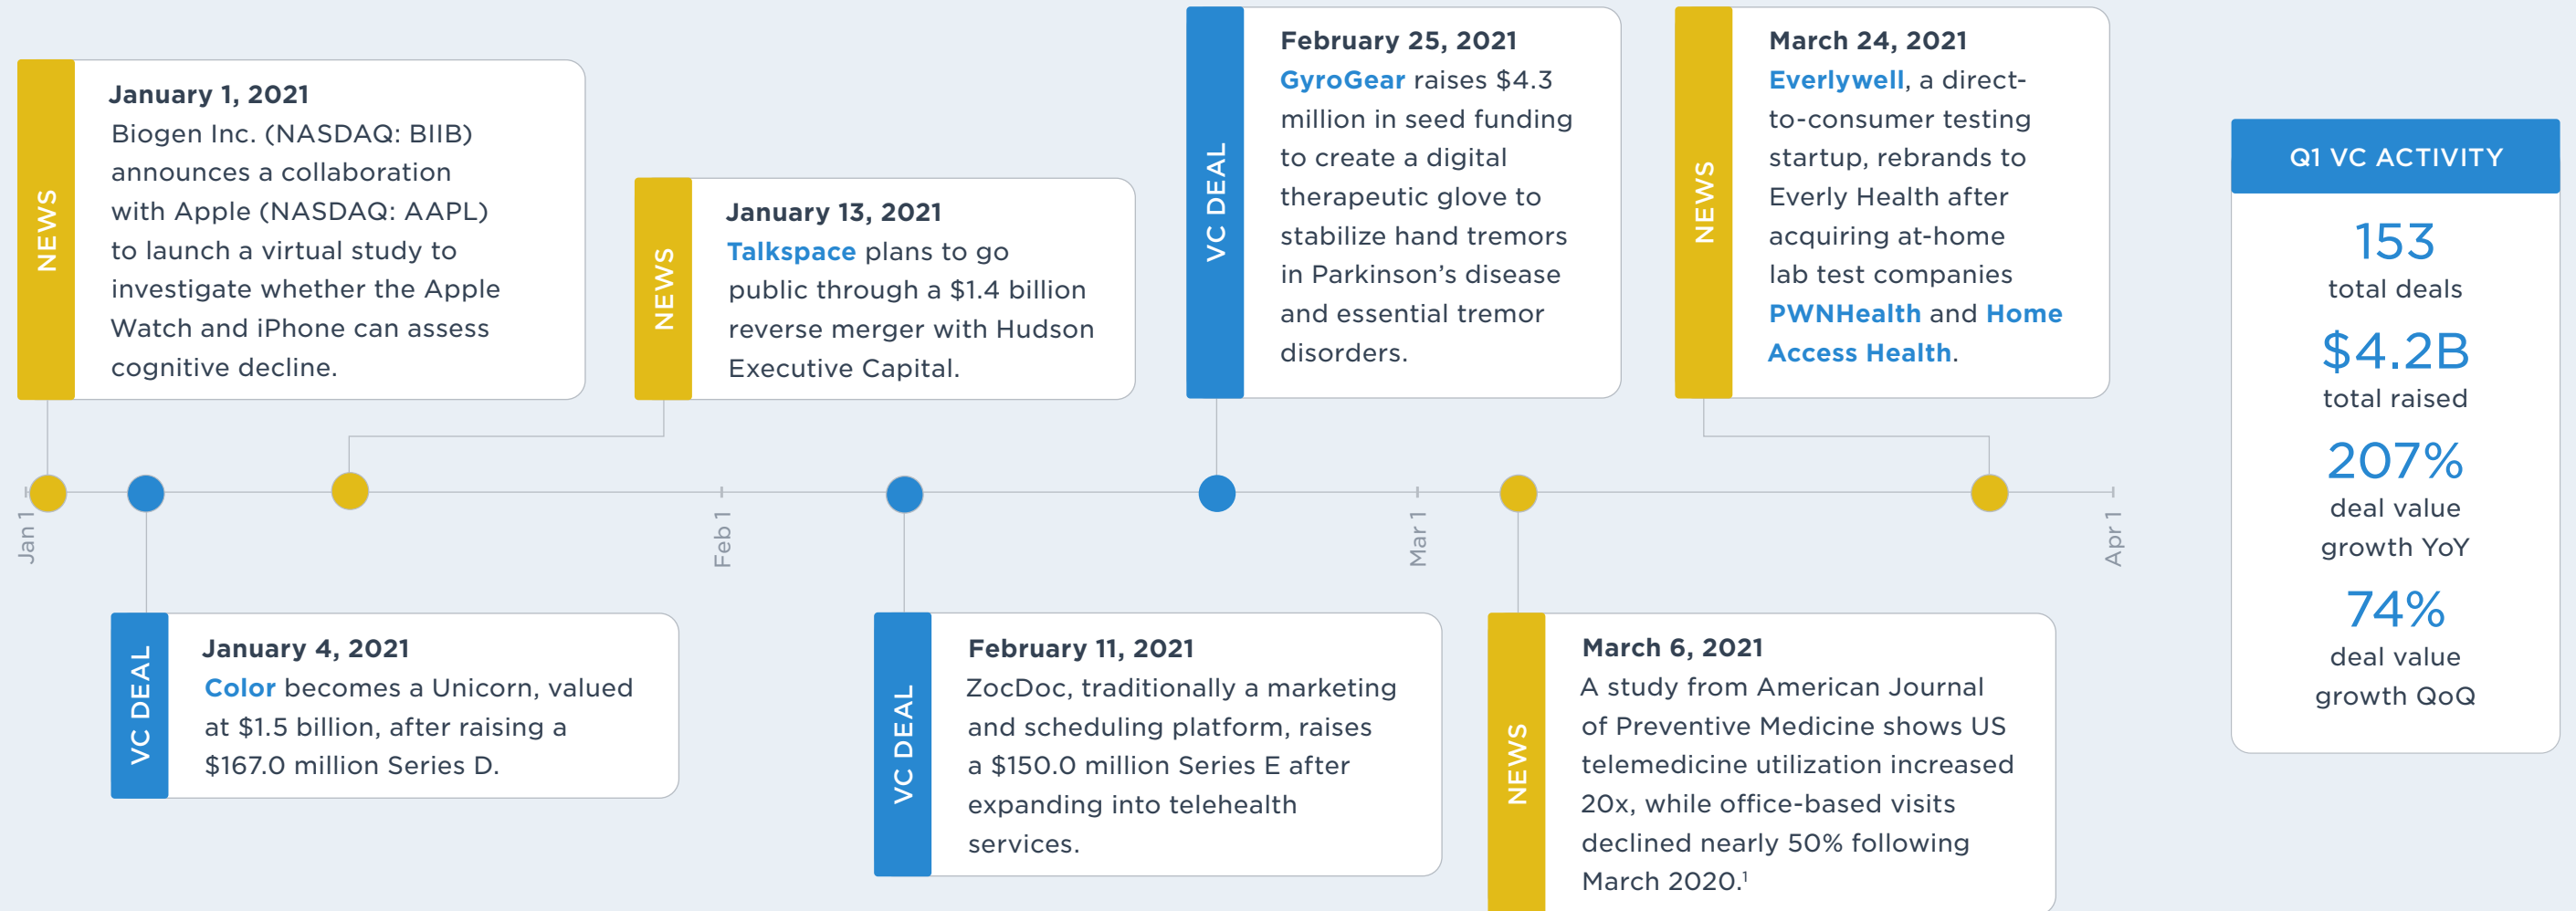 NEWS
January 1, 2021
Biogen Inc. (NASDAQ: BIIB)
announces a collaboration
with Apple (NASDAQ: AAPL)
to launch a virtual study to
investigate whether the Apple
Watch and iPhone can assess
cognitive decline.
NEWS
January 13, 2021
Talkspace plans to go
public through a $1.4 billion
reverse merger with Hudson
Executive Capital.
VC DEAL
February 25, 2021
GyroGear raises $4.3
million in seed funding
to create a digital
therapeutic glove to
stabilize hand tremors
in Parkinson’s disease
and essential tremor
disorders.
NEWS
March 24, 2021
Everlywell, a direct-
to-consumer testing
startup, rebrands to
Everly Health after
acquiring at-home
lab test companies
PWNHealth and Home
Access Health.
Jan 1
Feb 1
Mar 1
Apr 1
VC DEAL
January 4, 2021
Color becomes a Unicorn, valued
at $1.5 billion, after raising a
$167.0 million Series D.
VC DEAL
February 11, 2021
ZocDoc, traditionally a marketing
and scheduling platform, raises
a $150.0 million Series E after
expanding into telehealth
services.
NEWS
March 6, 2021
A study from American Journal
of Preventive Medicine shows US
telemedicine utilization increased
20x, while office-based visits
declined nearly 50% following
March 2020.¹
Q1 VC ACTIVITY
153
total deals
$4.2B
total raised
207%
deal value
growth YoY
74%
deal value
growth QoQ